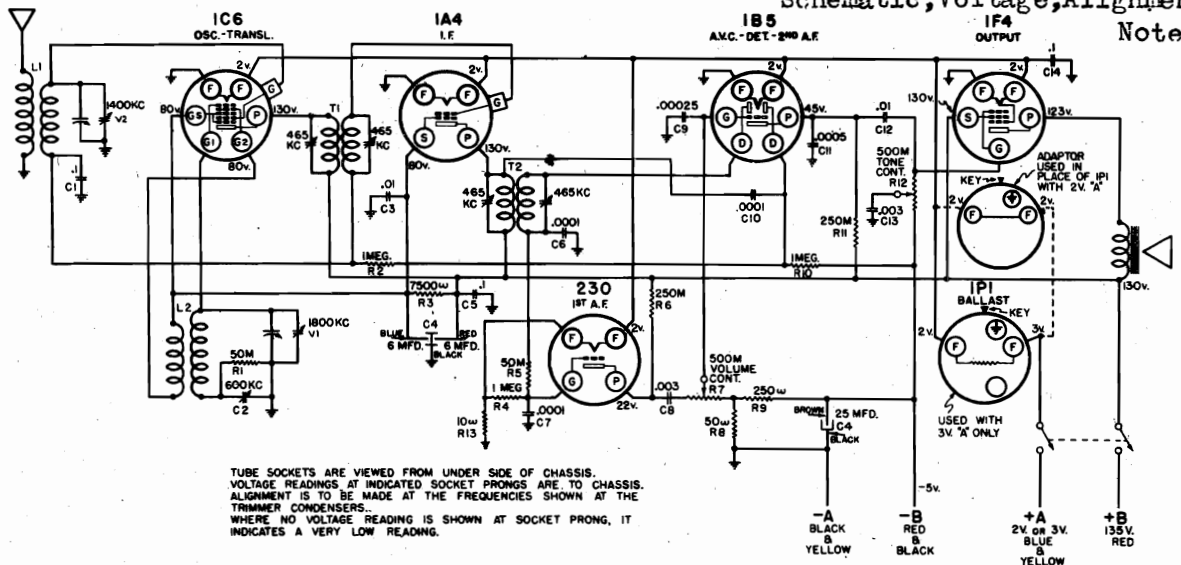 Schematic,Voltage,Alignmen
Note
1C6
OSC.-TRANSL.
1A4
I.F.
1B5
A.V.C.-DET.-2ND A.F.
1F4
OUTPUT
L1
1400KC
V2
.1
C1
2v.
F F
80v.
G5
P
130v.
G1 G2
80v.
G
T1
465
KC
465
KC
2v.
F F
G
S P
80v.
130v.
.01
C3
T2
465
KC
465KC
.0001
C6
.00025
C9
2v.
F F
G P
45v.
D D
.0005
C11
.01
C12
.0001
C10
250M
R11
500M
TONE
CONT.
R12
.003
C13
.1
C14
2v.
F F
130v.
S P
123v.
G
ADAPTOR
USED IN
PLACE OF 1P1
WITH 2V. "A"
KEY
2v.
F F
2v.
1P1
BALLAST
KEY
2v.
F F
3v.
USED WITH
3V. "A" ONLY
130v.
1MEG.
R2
1MEG.
R10
7500ω
R3
.1
C5
C4
BLUE
6 MFD.
RED
6 MFD.
BLACK
L2
1800KC
V1
50M
R1
600KC
C2
230
1ST A.F.
2v.
F F
G P
22v.
250M
R6
50M
R5
1 MEG
R4
.0001
C7
10ω
R13
.003
C8
500M
VOLUME
CONT.
R7
250ω
R9
50ω
R8
BROWN
25 MFD.
C4
BLACK
-5v.
TUBE SOCKETS ARE VIEWED FROM UNDER SIDE OF CHASSIS.
VOLTAGE READINGS AT INDICATED SOCKET PRONGS ARE TO CHASSIS.
ALIGNMENT IS TO BE MADE AT THE FREQUENCIES SHOWN AT THE
TRIMMER CONDENSERS..
WHERE NO VOLTAGE READING IS SHOWN AT SOCKET PRONG, IT
INDICATES A VERY LOW READING.
-A
BLACK
&
YELLOW
-B
RED
&
BLACK
+A
2V. OR 3V.
BLUE
&
YELLOW
+B
135V.
RED